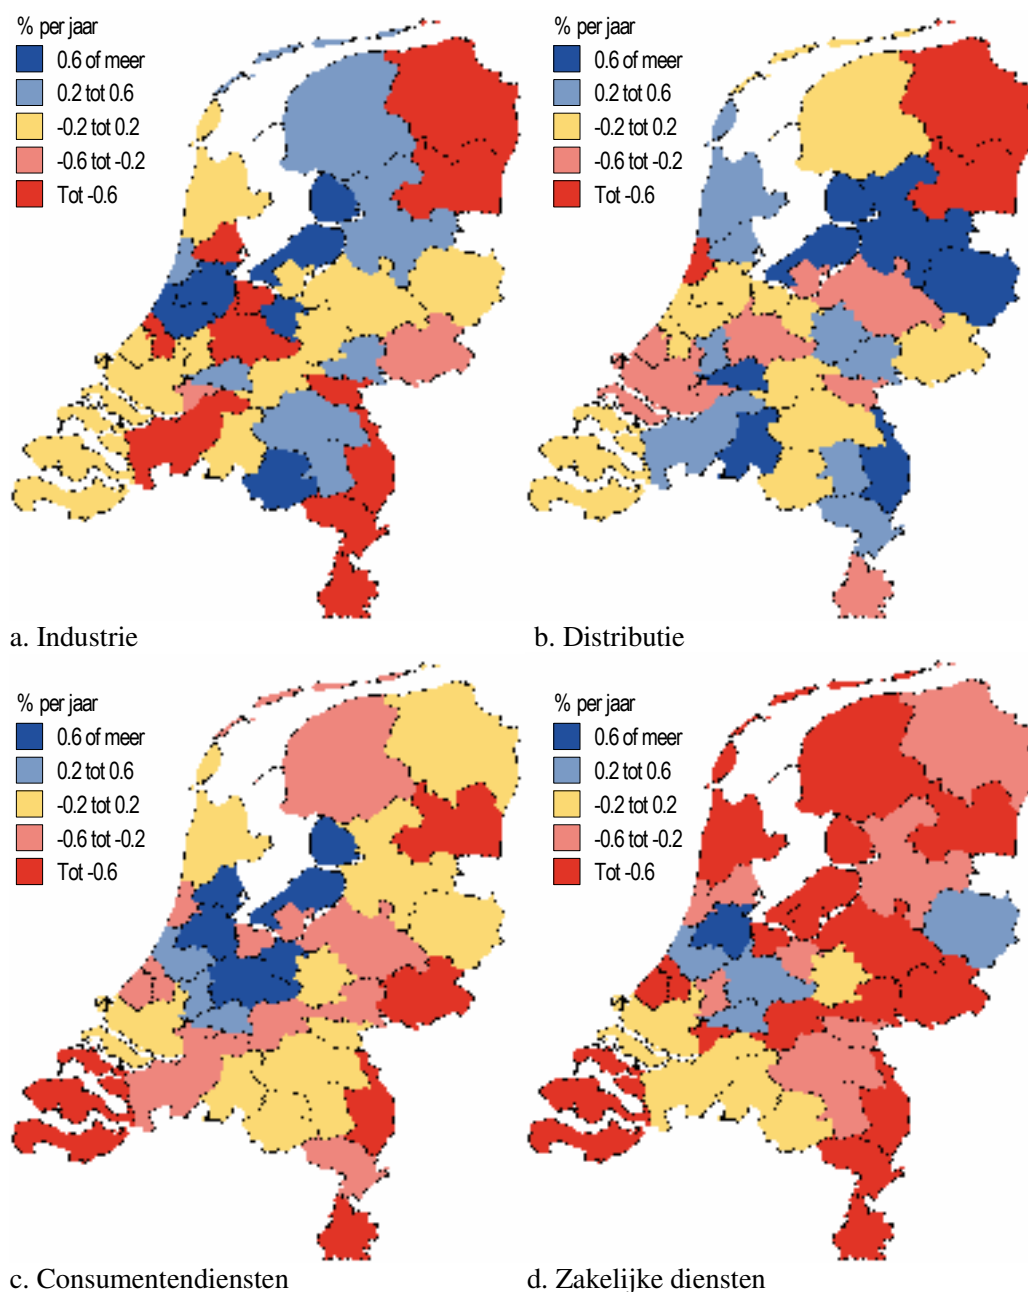 % per jaar
0.6 of meer
0.2 tot 0.6
-0.2 tot 0.2
-0.6 tot -0.2
Tot -0.6
% per jaar
0.6 of meer
0.2 tot 0.6
-0.2 tot 0.2
-0.6 tot -0.2
Tot -0.6
a. Industrie
b. Distributie
% per jaar
0.6 of meer
0.2 tot 0.6
-0.2 tot 0.2
-0.6 tot -0.2
Tot -0.6
% per jaar
0.6 of meer
0.2 tot 0.6
-0.2 tot 0.2
-0.6 tot -0.2
Tot -0.6
c. Consumentendiensten
d. Zakelijke diensten